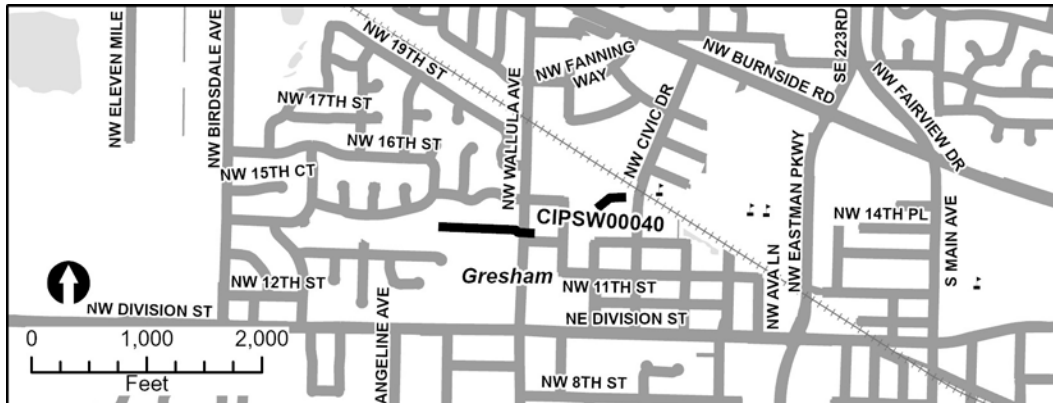 NW ELEVEN MILE
NW BIRDSDALE AVE
NW 19TH ST
NW WALLULA AVE
NW FANNING
WAY
NW BURNSIDE RD
SE 223RD
NW FAIRVIEW DR
NW 17TH ST
NW 16TH ST
NW CIVIC DR
NW 15TH CT
NW EASTMAN PKWY
CIPSW00040
NW 14TH PL
S MAIN AVE
Gresham
NW 12TH ST
NW 11TH ST
NW AVA LN
NW DIVISION ST
NE DIVISION ST
ANGELINE AVE
NW 8TH ST
0 1,000 2,000
Feet